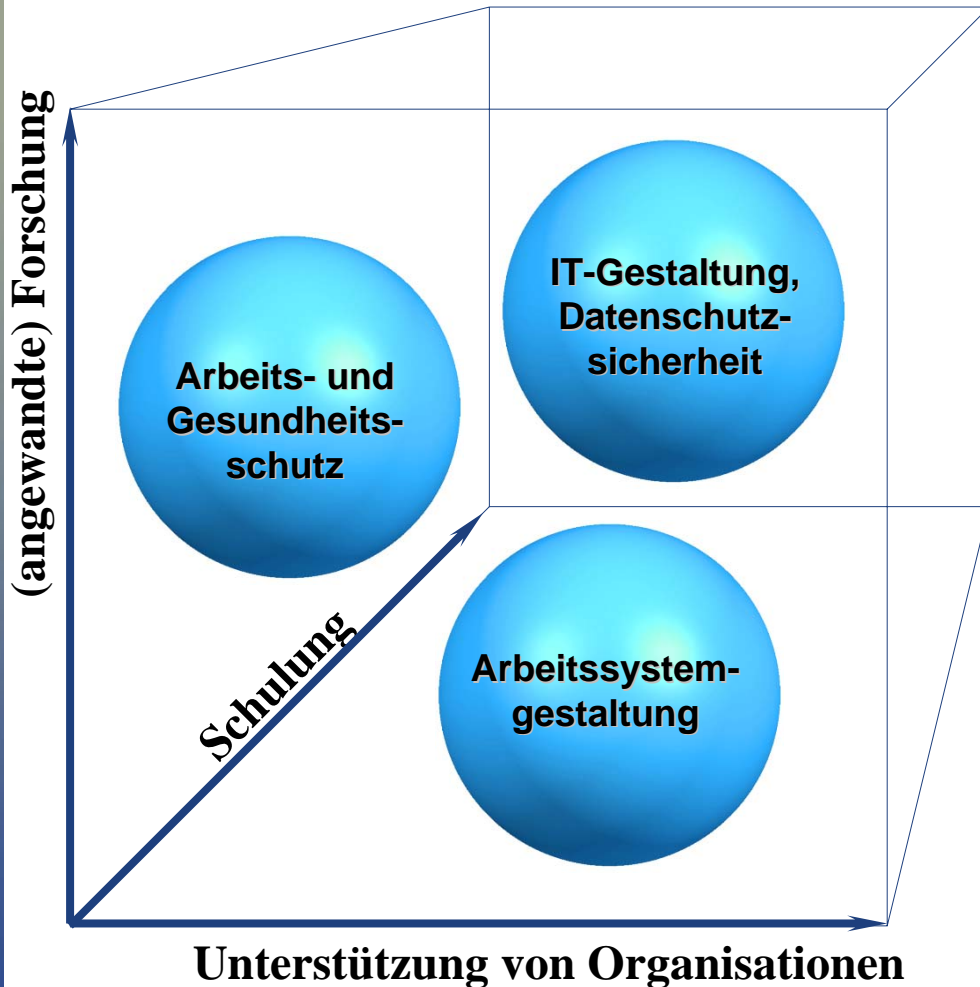 (angewandte) Forschung
IT-Gestaltung,
Datenschutz-
sicherheit
Arbeits- und
Gesundheits-
schutz
Schulung
Arbeitssystem-
gestaltung
Unterstützung von Organisationen